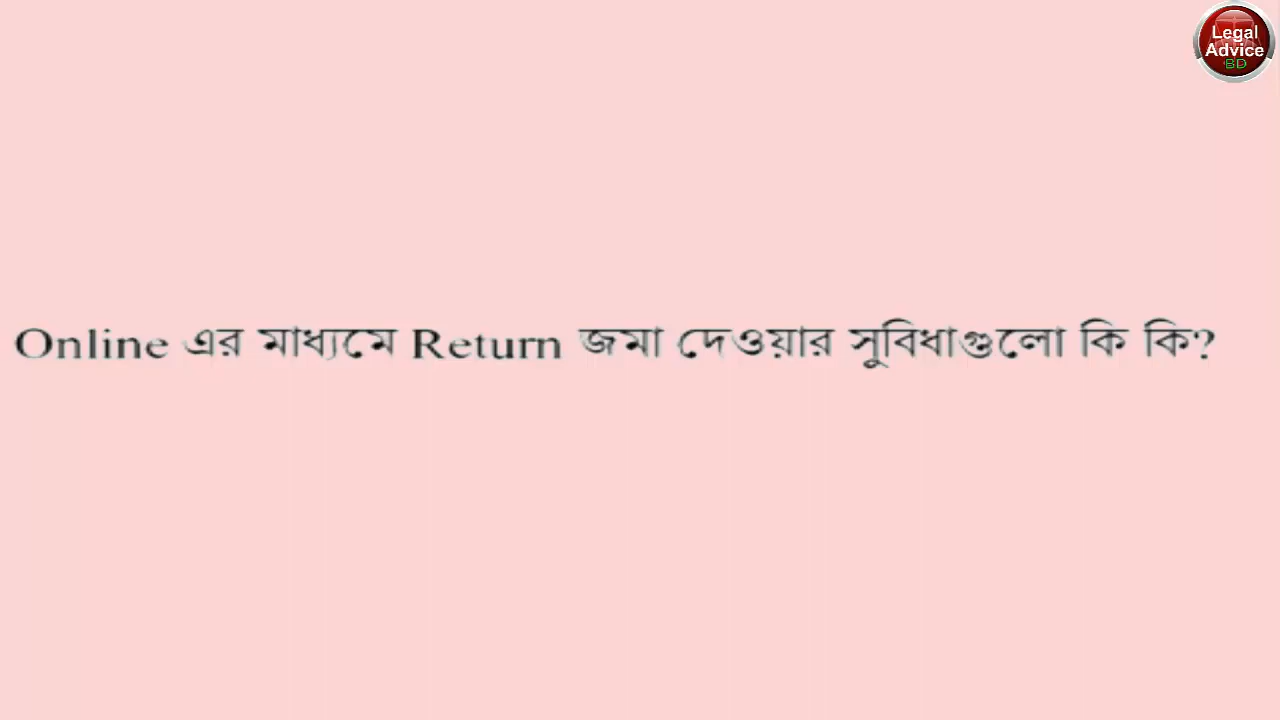 Legal
Advice
BD
Online এর মাধ্যমে Return জমা দেওয়ার সুবিধাগুলো কি কি?